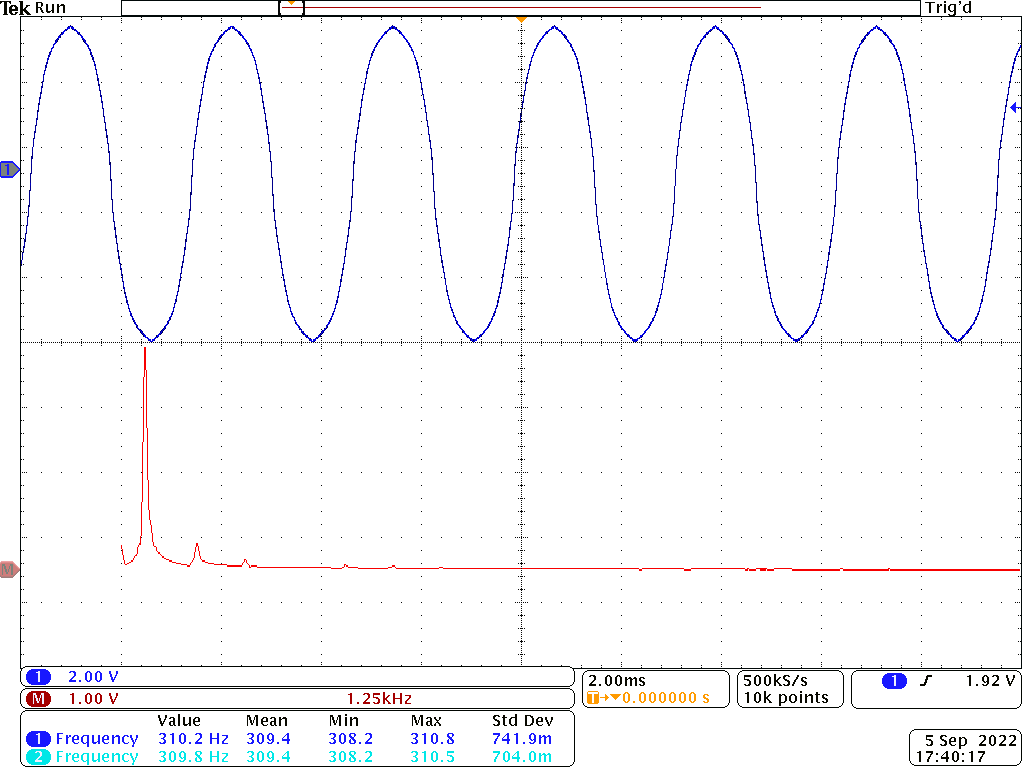 Tek Run Trig'd
1
M
1 2.00 V
M 1.00 V 1.25kHz
2.00ms
T→▼0.000000 s
500kS/s
10k points
1 ƒ 1.92 V
Value Mean Min Max Std Dev
1 Frequency 310.2 Hz 309.4 308.2 310.8 741.9m
2 Frequency 309.8 Hz 309.4 308.2 310.5 704.0m
5 Sep 2022
17:40:17